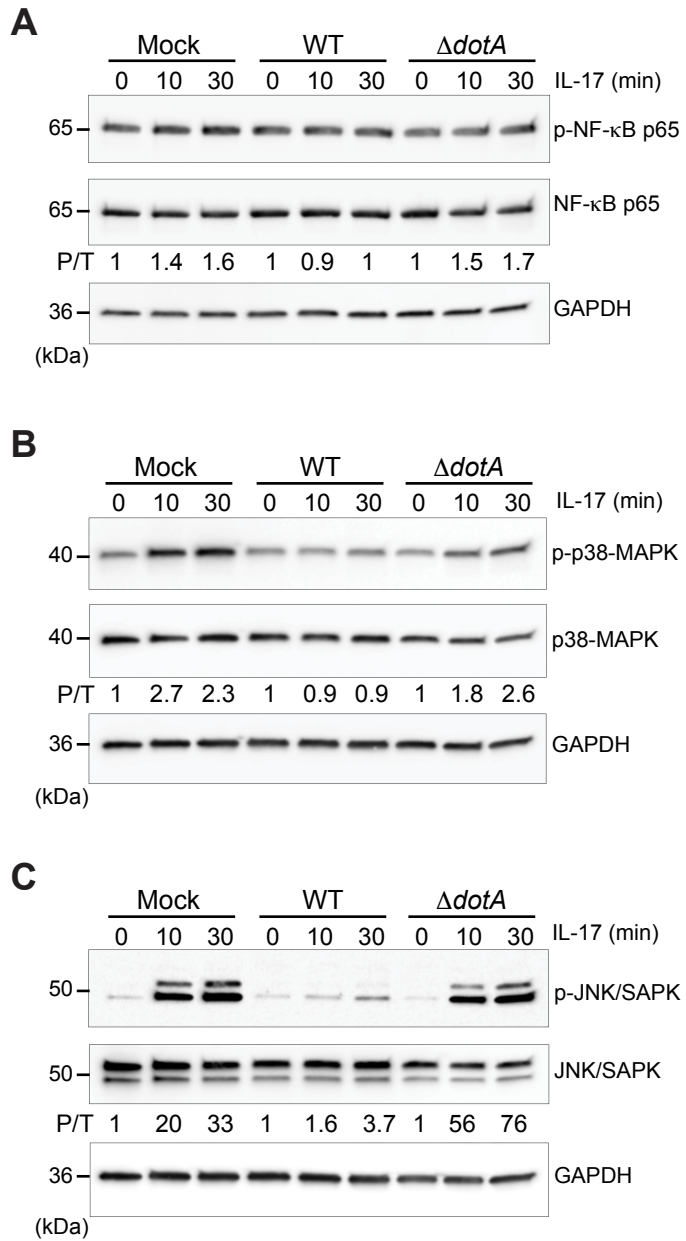 A
Mock WT ΔdotA
0 10 30 0 10 30 0 10 30 IL-17 (min)
65 p-NF-κB p65
65 NF-κB p65
P/T 1 1.4 1.6 1 0.9 1 1 1.5 1.7
36 GAPDH
(kDa)
B
Mock WT ΔdotA
0 10 30 0 10 30 0 10 30 IL-17 (min)
40 p-p38-MAPK
40 p38-MAPK
P/T 1 2.7 2.3 1 0.9 0.9 1 1.8 2.6
36 GAPDH
(kDa)
C
Mock WT ΔdotA
0 10 30 0 10 30 0 10 30 IL-17 (min)
50 p-JNK/SAPK
50 JNK/SAPK
P/T 1 20 33 1 1.6 3.7 1 56 76
36 GAPDH
(kDa)